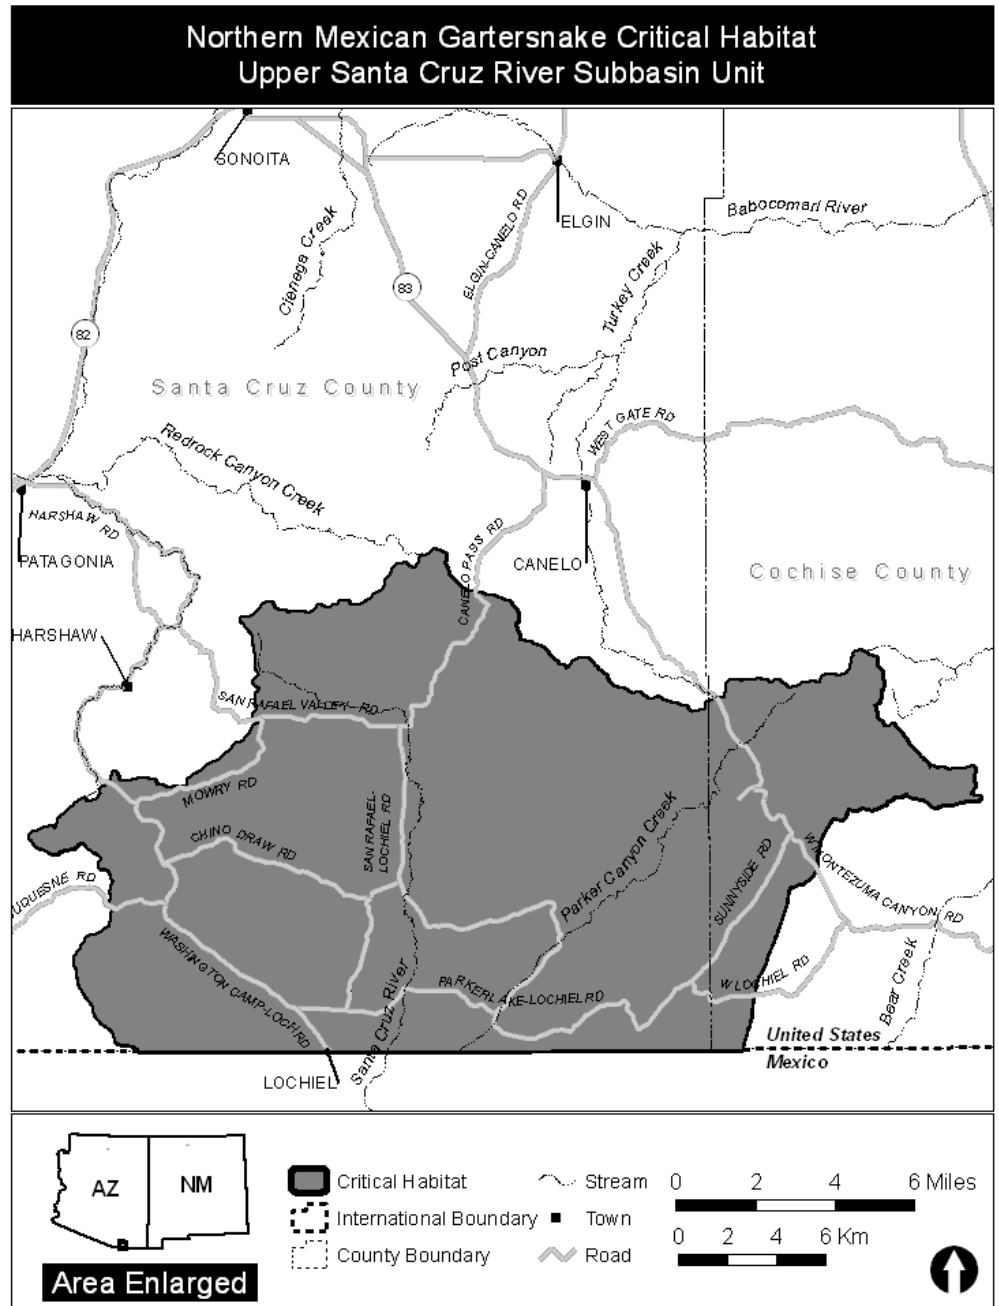 Northern Mexican Gartersnake Critical Habitat
Upper Santa Cruz River Subbasin Unit
SONOITA
ELGIN
Babocomari River
Cienega Creek
ELGIN-CANELO RD
Turkey Creek
83
82
Post Canyon
Santa Cruz County
WEST GATE RD
Redrock Canyon Creek
HARSHAW RD
PATAGONIA
CANELO PASS RD
CANELO
Cochise County
HARSHAW
SAN RAFAEL VALLEY RD
MOWRY RD
SAN RAFAEL-
LOCHIEL RD
CHINO DRAW RD
Parker Canyon Creek
SUNNYSIDE RD
W MONTEZUMA CANYON RD
UQUESNE RD
WASHINGTON CAMP-LOCH RD
Santa Cruz River
PARKERLAKE-LOCHIEL RD
W LOCHIEL RD
Bear Creek
United States
Mexico
LOCHIEL
AZ
NM
Area Enlarged
Critical Habitat
International Boundary
County Boundary
Stream
Town
Road
0 2 4 6 Miles
0 2 4 6 Km